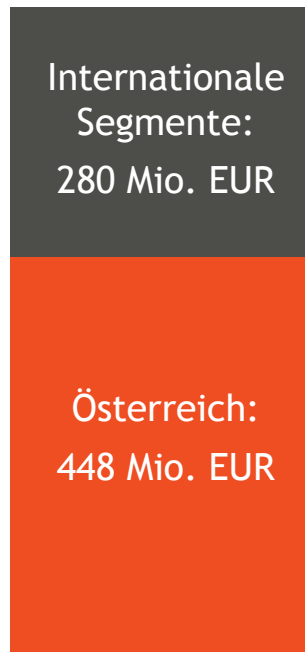 Internationale
Segmente:
280 Mio. EUR
Österreich:
448 Mio. EUR